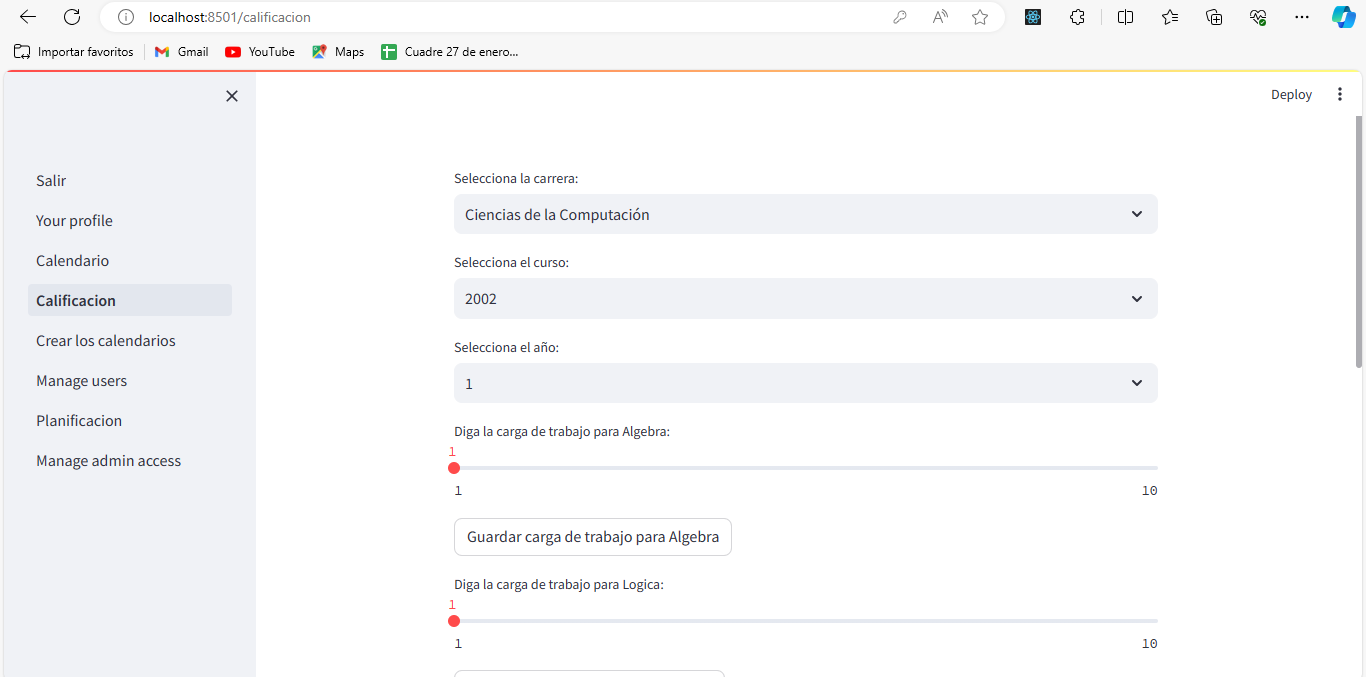 localhost:8501/calificacion
Importar favoritos
Gmail
YouTube
Maps
Cuadre 27 de enero...
Deploy
Salir
Your profile
Calendario
Calificacion
Crear los calendarios
Manage users
Planificacion
Manage admin access
Selecciona la carrera:
Ciencias de la Computación
Selecciona el curso:
2002
Selecciona el año:
1
Diga la carga de trabajo para Algebra:
1
1 10
Guardar carga de trabajo para Algebra
Diga la carga de trabajo para Logica:
1
1 10